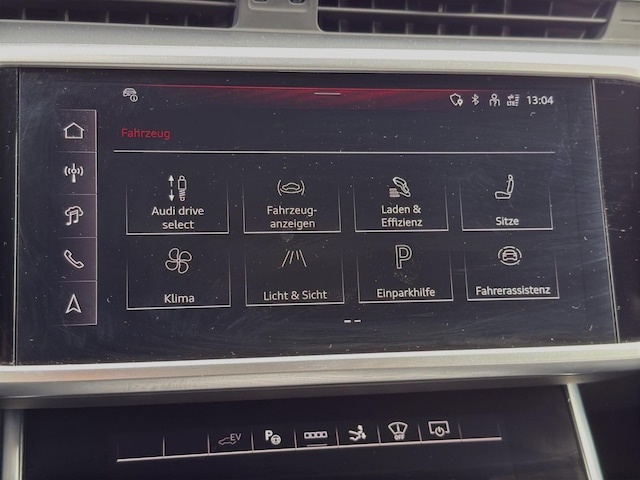 13:04
Fahrzeug
Audi drive
select
Fahrzeug-
anzeigen
Laden &
Effizienz
Sitze
Klima
Licht & Sicht
P
Einparkhilfe
Fahrerassistenz
EV
P
OFF